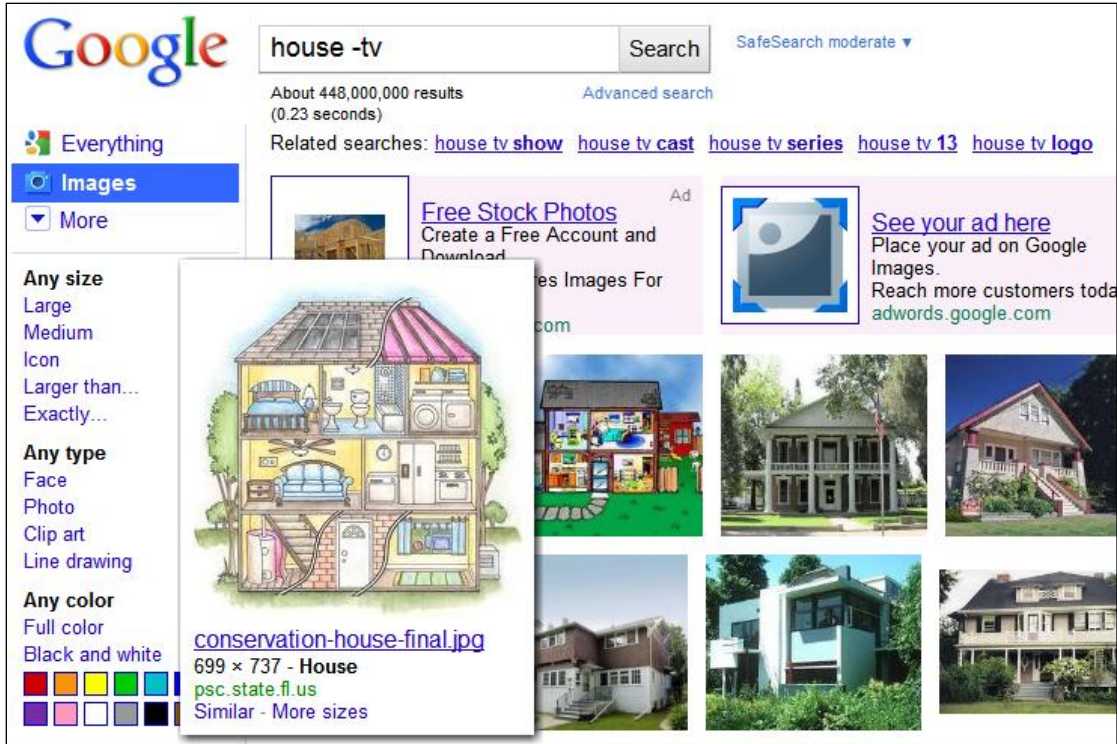 Google
house -tv
Search
SafeSearch moderate ▼
About 448,000,000 results
(0.23 seconds)
Advanced search
Everything
Images
More
Related searches: house tv show house tv cast house tv series house tv 13 house tv logo
Ad
Free Stock Photos
Create a Free Account and
Download
Images For
.com
See your ad here
Place your ad on Google
Images.
Reach more customers toda
adwords.google.com
Any size
Large
Medium
Icon
Larger than...
Exactly...
Any type
Face
Photo
Clip art
Line drawing
Any color
Full color
Black and white
conservation-house-final.jpg
699 × 737 - House
psc.state.fl.us
Similar - More sizes